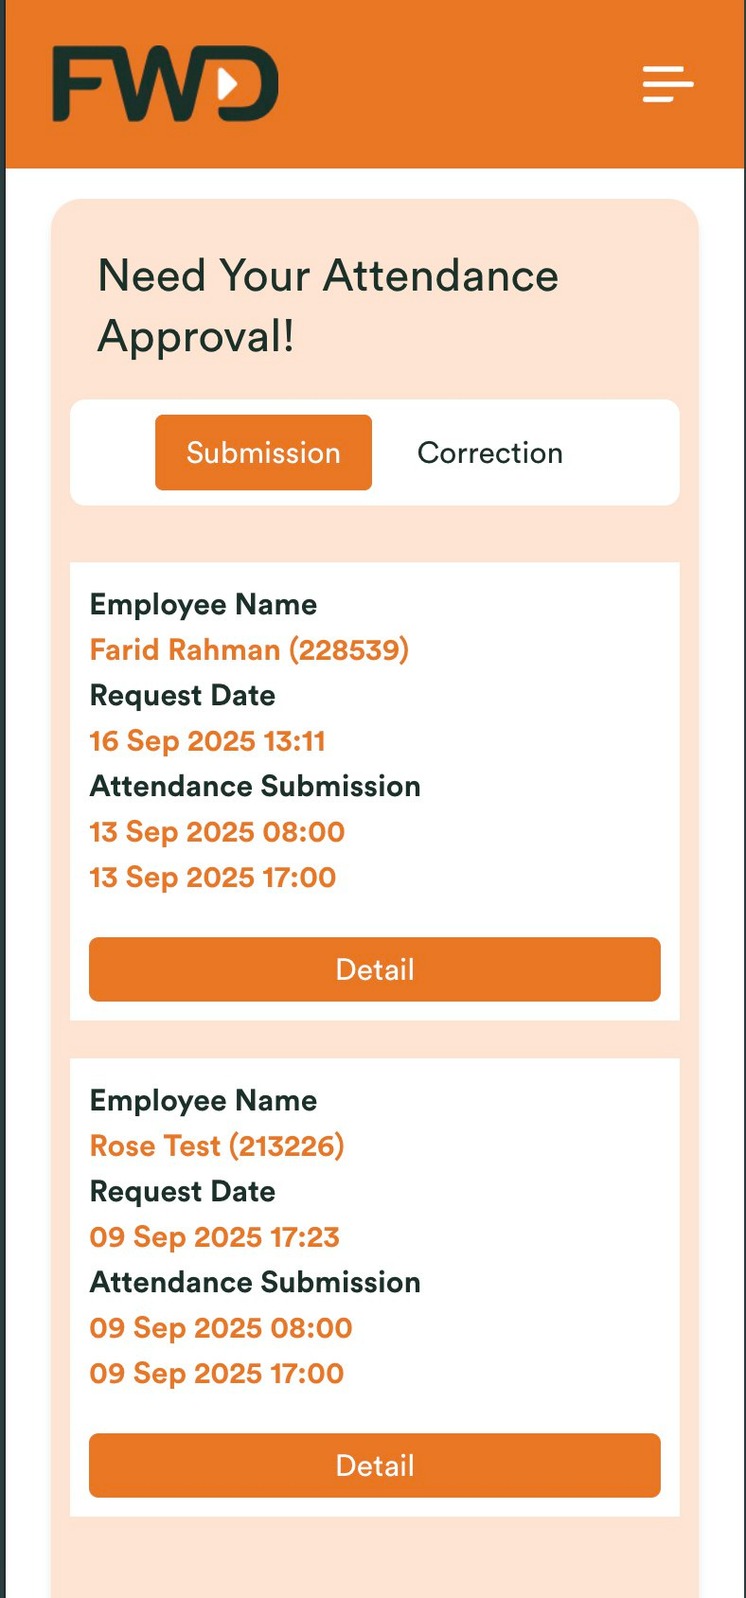 FWD
Need Your Attendance
Approval!
Submission
Correction
Employee Name
Farid Rahman (228539)
Request Date
16 Sep 2025 13:11
Attendance Submission
13 Sep 2025 08:00
13 Sep 2025 17:00
Detail
Employee Name
Rose Test (213226)
Request Date
09 Sep 2025 17:23
Attendance Submission
09 Sep 2025 08:00
09 Sep 2025 17:00
Detail